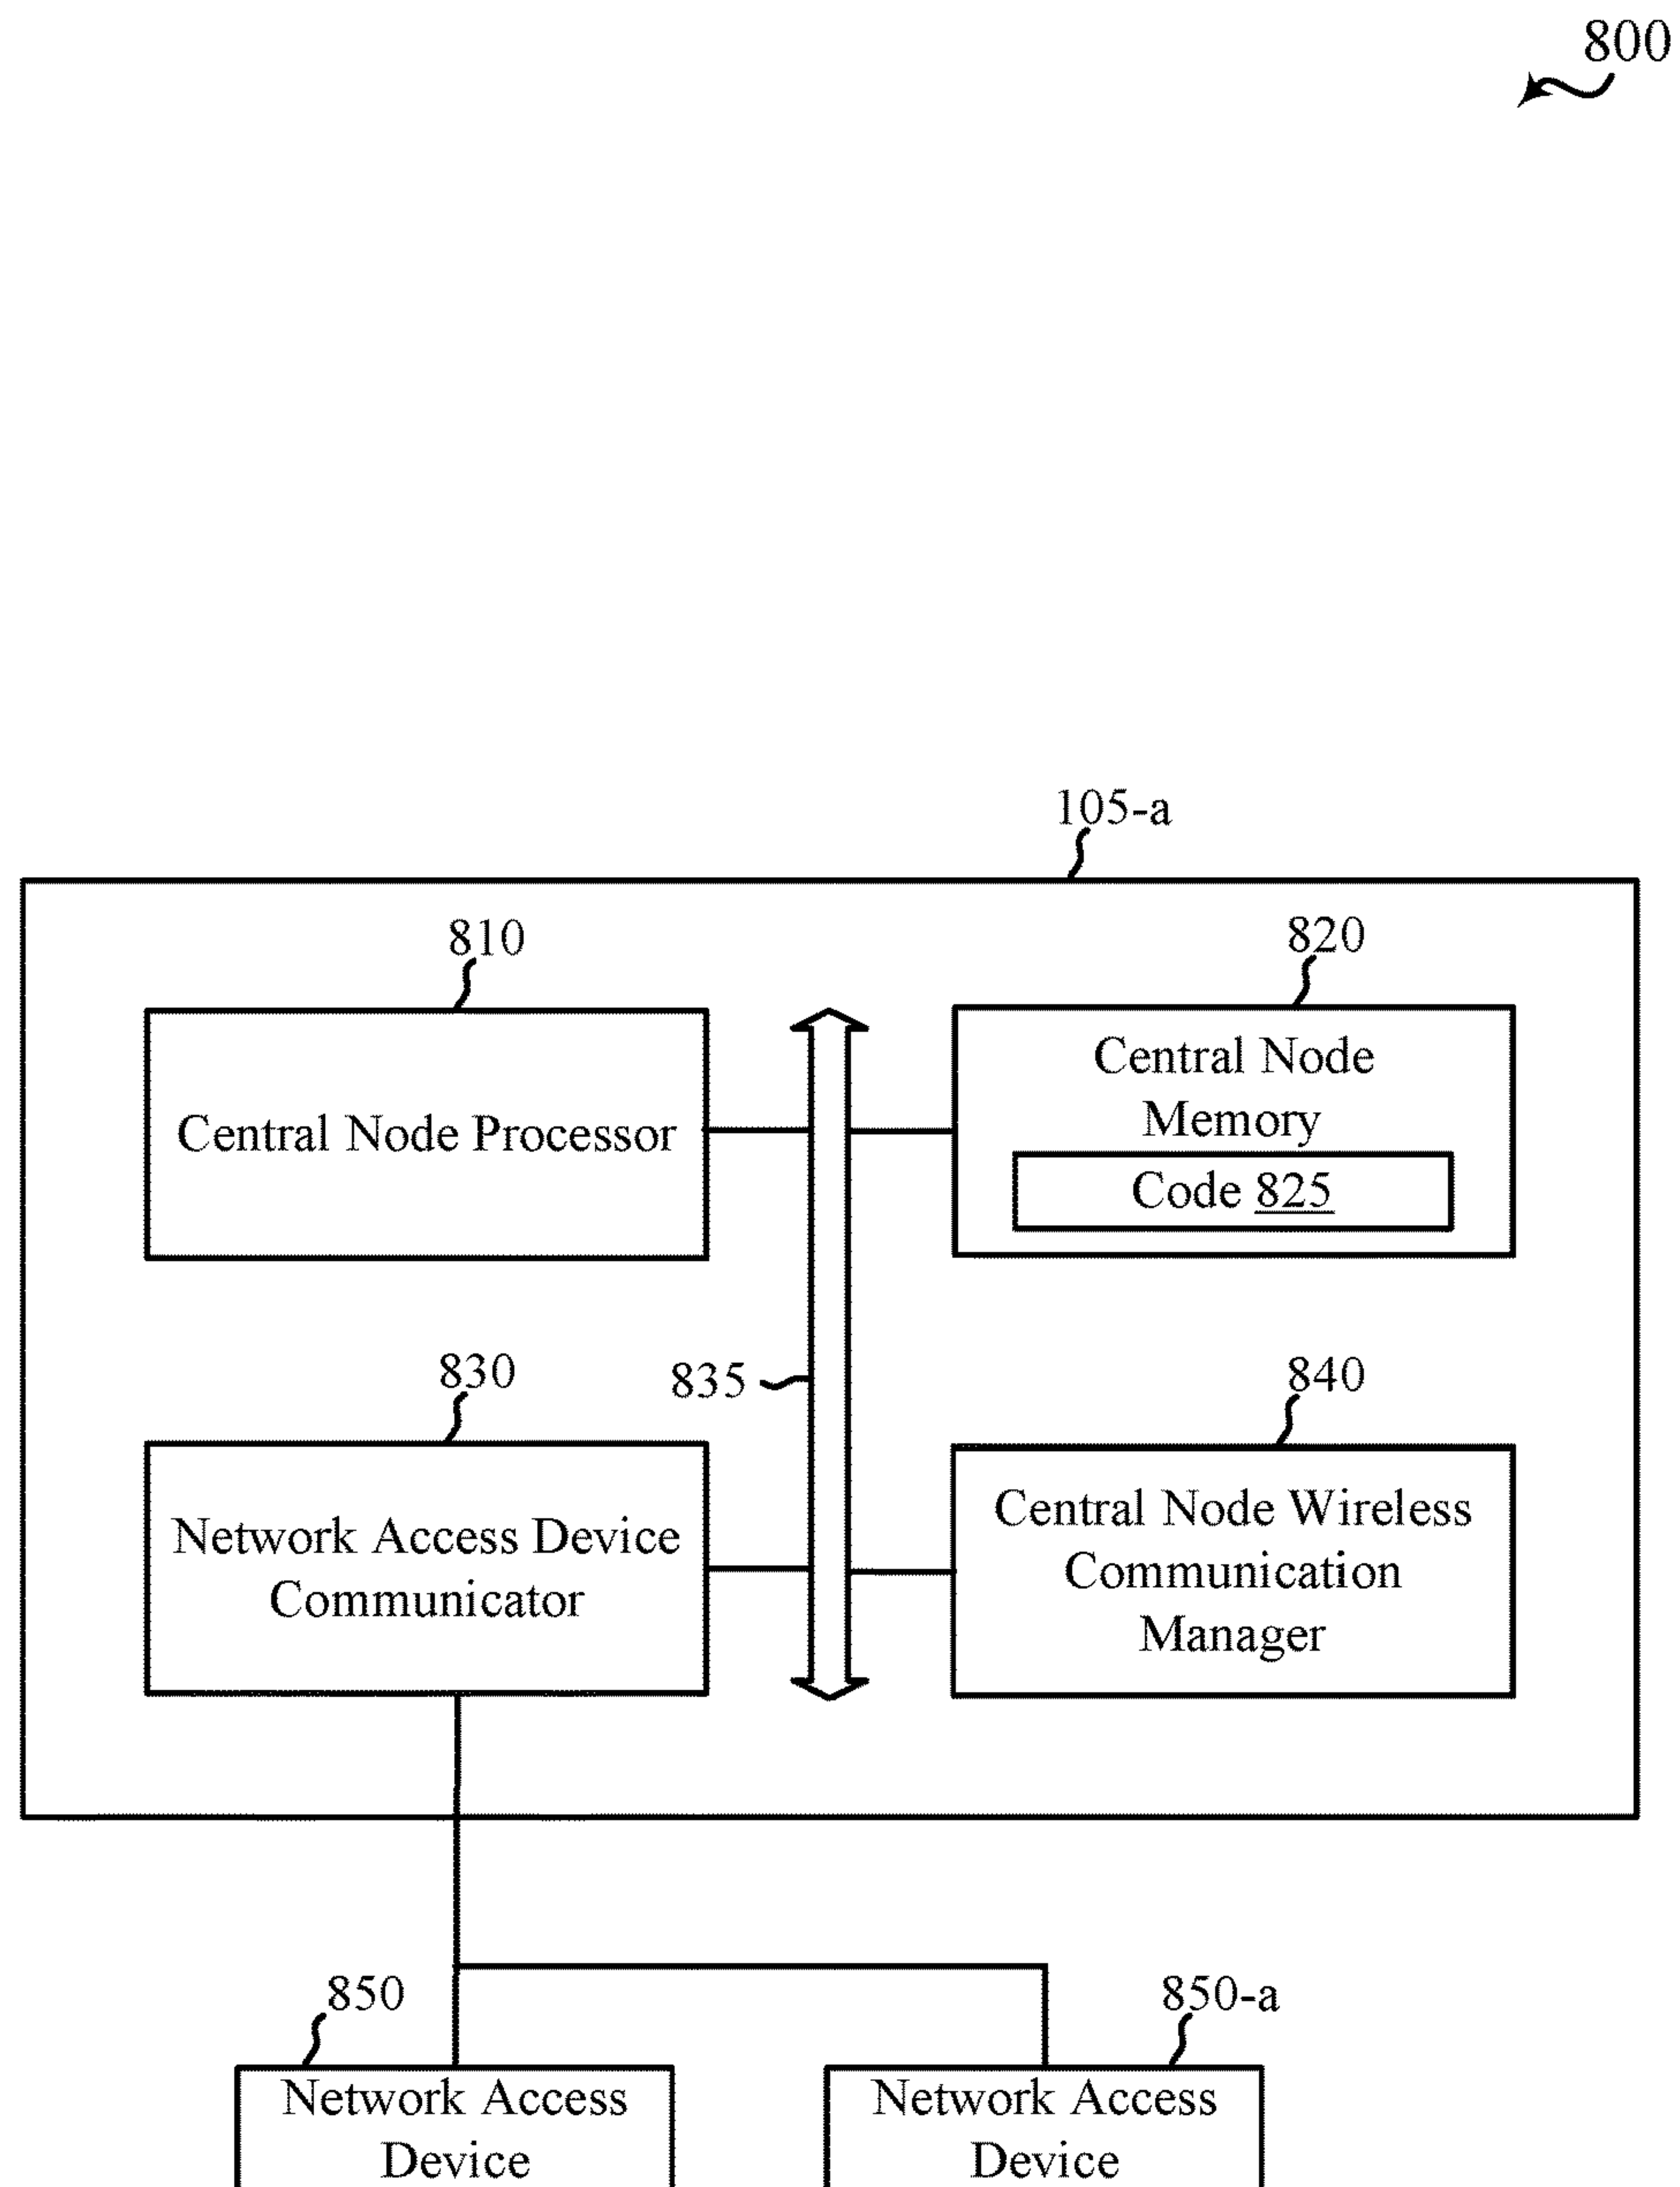 800
105-a
810
820
Central Node Processor
Central Node
Memory
Code 825
830
835
840
Network Access Device
Communicator
Central Node Wireless
Communication
Manager
850
850-a
Network Access
Device
Network Access
Device